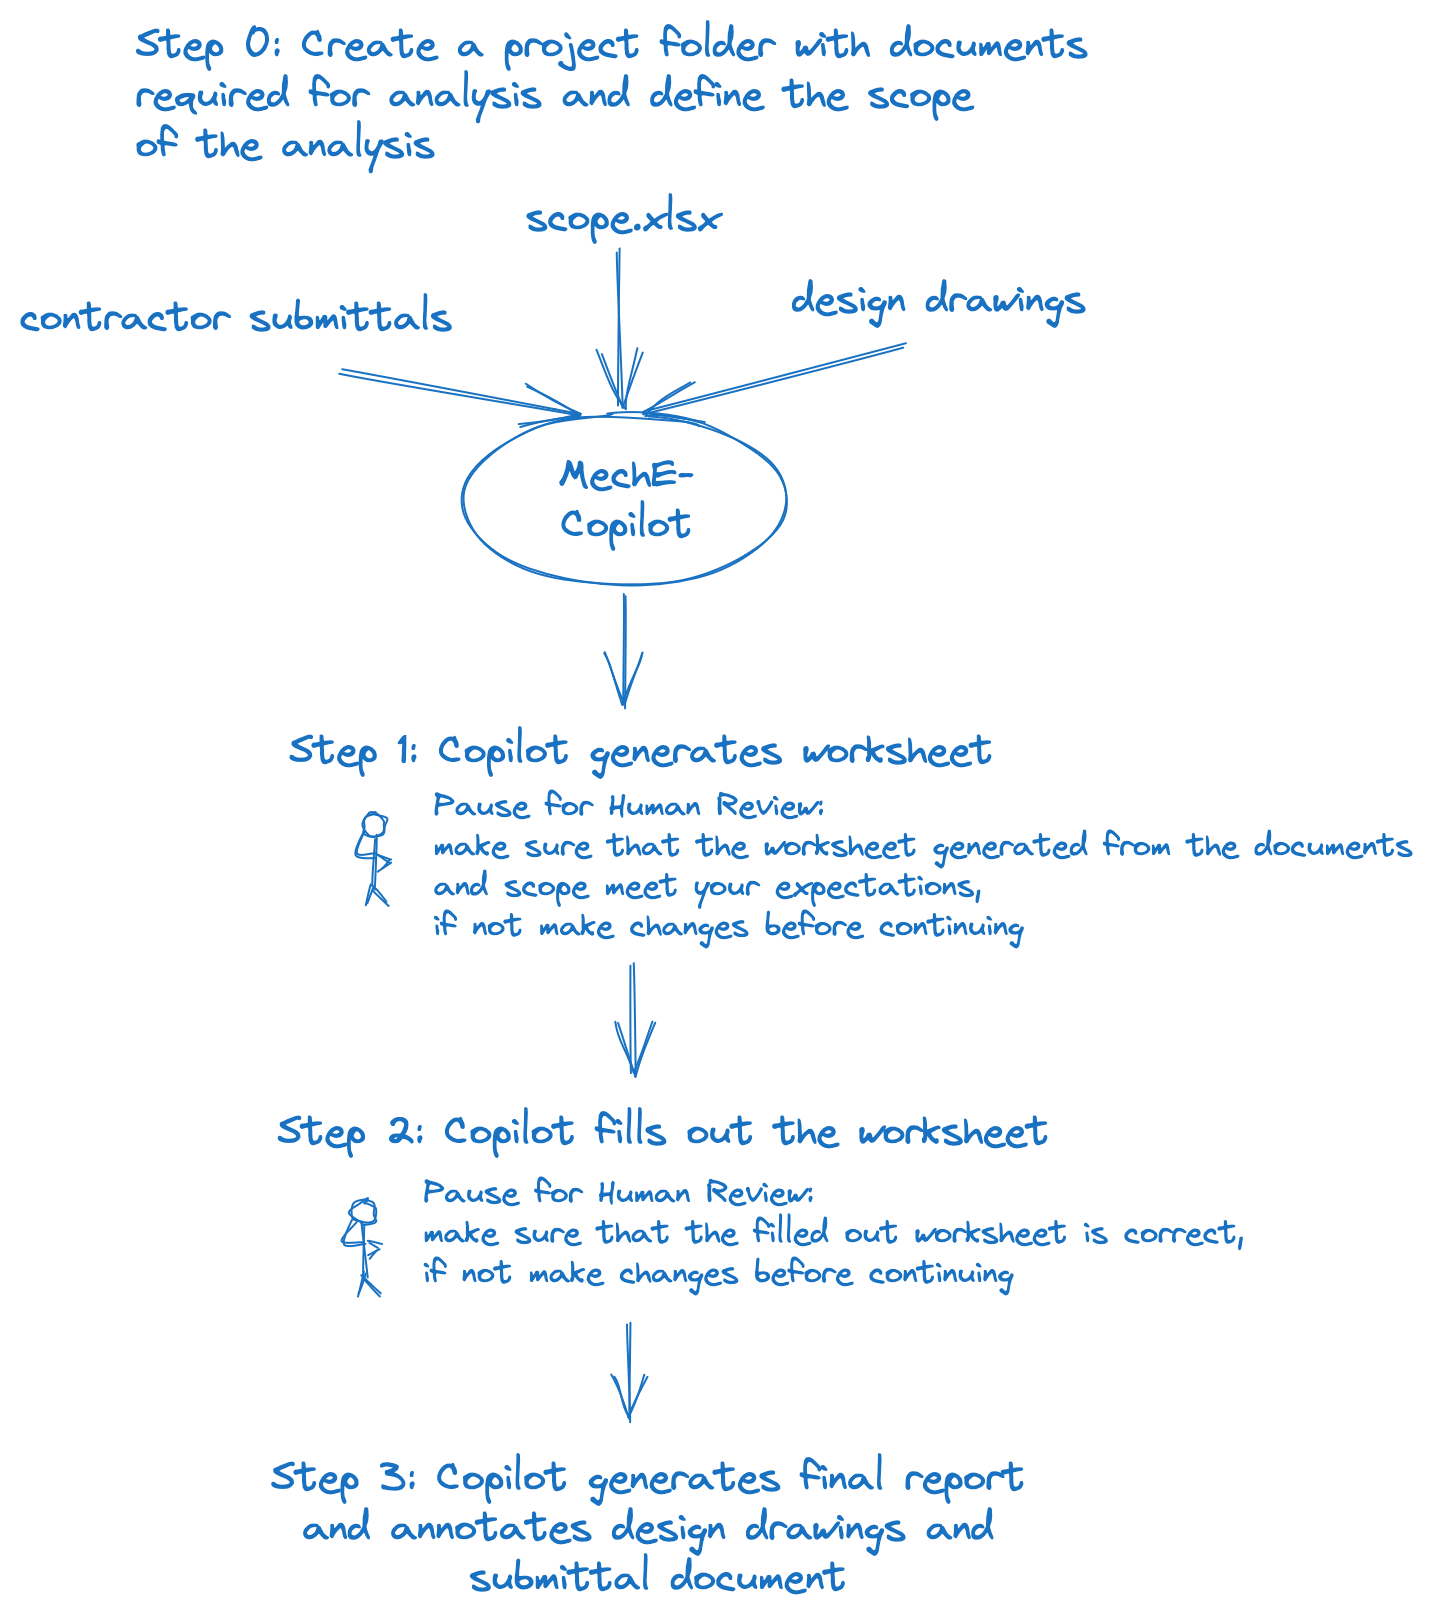 Step 0: Create a project folder with documents
required for analysis and define the scope
of the analysis
scope.xlsx
contractor submittals
design drawings
MechE-
Copilot
Step 1: Copilot generates worksheet
Pause for Human Review:
make sure that the worksheet generated from the documents
and scope meet your expectations,
if not make changes before continuing
Step 2: Copilot fills out the worksheet
Pause for Human Review:
make sure that the filled out worksheet is correct,
if not make changes before continuing
Step 3: Copilot generates final report
and annotates design drawings and
submittal document